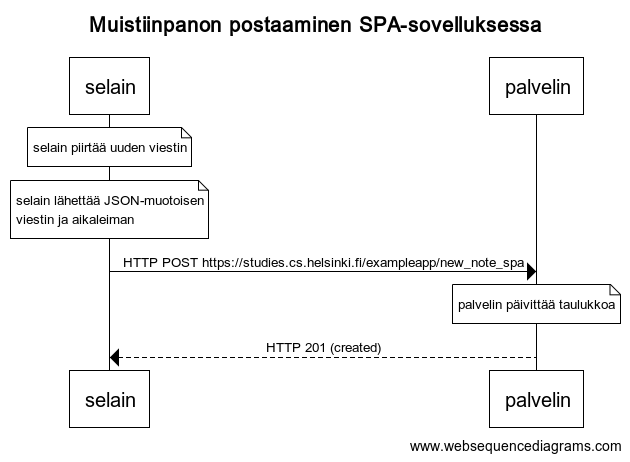 Muistiinpanon postaaminen SPA-sovelluksessa
selain
palvelin
selain piirtää uuden viestin
selain lähettää JSON-muotoisen
viestin ja aikaleiman
HTTP POST https://studies.cs.helsinki.fi/exampleapp/new_note_spa
palvelin päivittää taulukkoa
HTTP 201 (created)
selain
palvelin
www.websequencediagrams.com